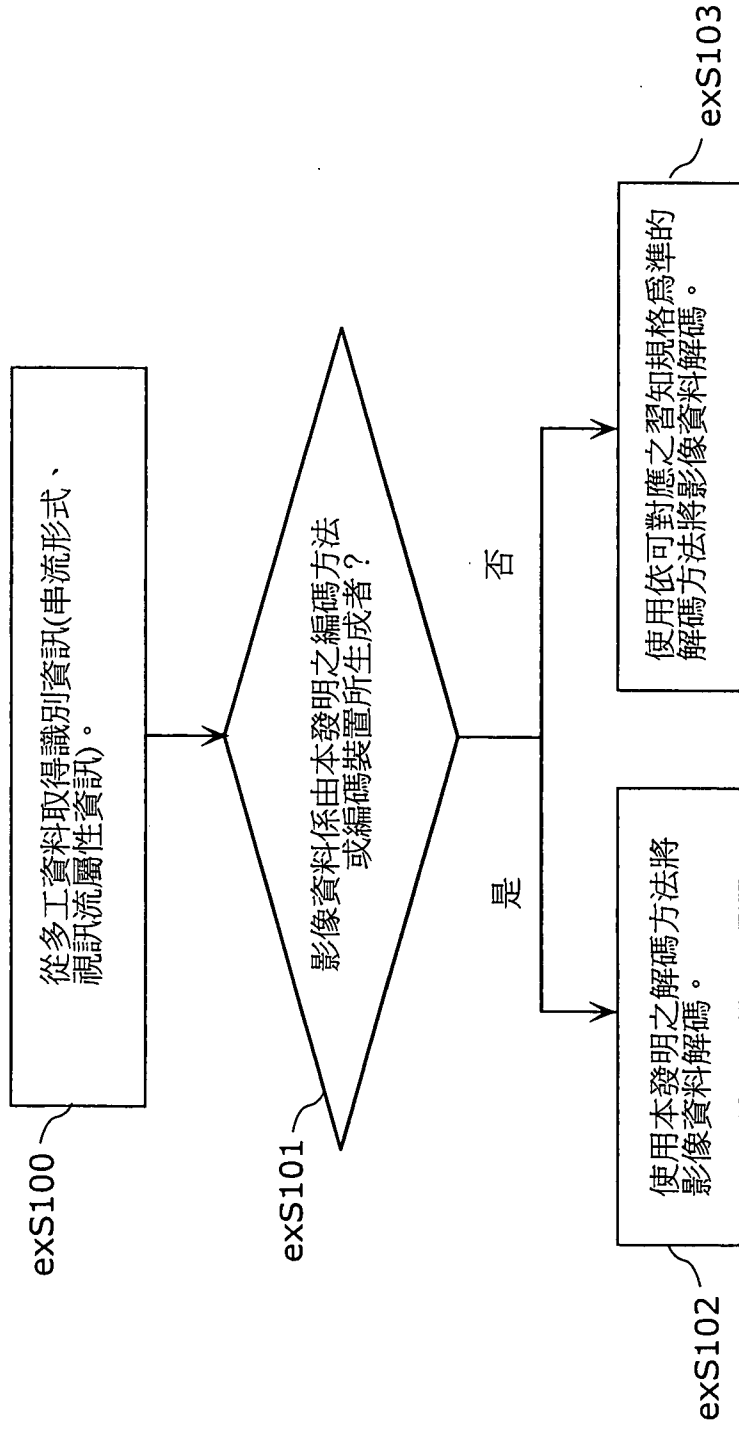 exS100
從多工資料取得識別資訊(串流形式、
視訊流屬性資訊)。
exS101
影像資料係由本發明之編碼方法
或編碼裝置所生成者？
是
否
exS102
使用本發明之解碼方法將
影像資料解碼。
exS103
使用依可對應之習知規格爲準的
解碼方法將影像資料解碼。